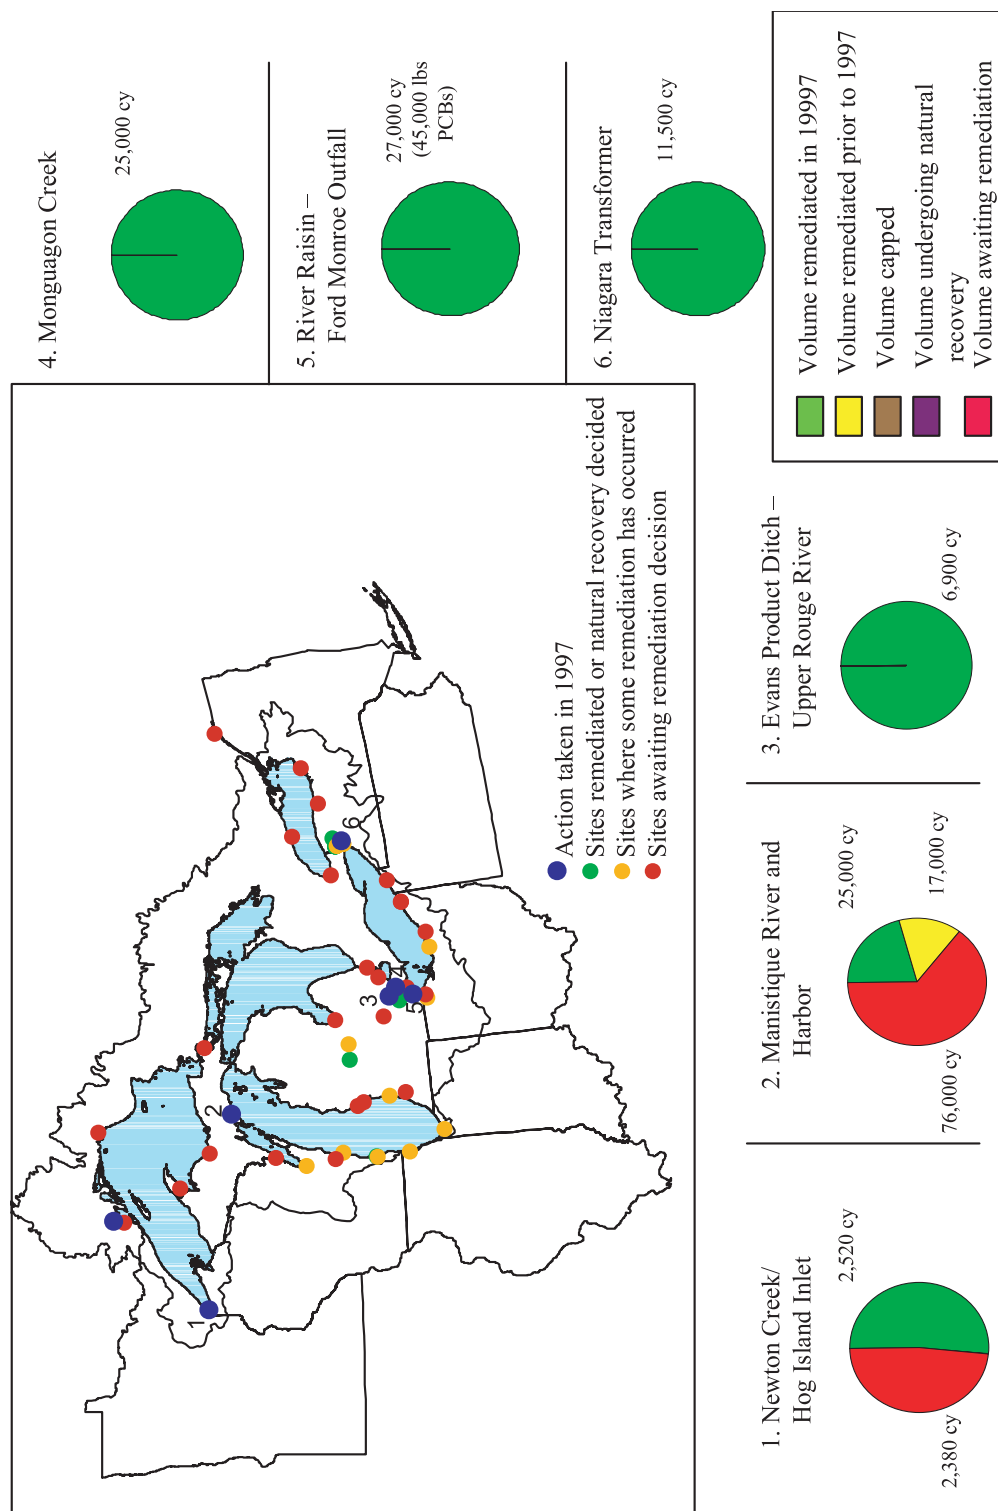 1
2
3
4
5
6
Action taken in 1997
Sites remediated or natural recovery decided
Sites where some remediation has occurred
Sites awaiting remediation decision
4. Monguagon Creek
25,000 cy
5. River Raisin –
Ford Monroe Outfall
27,000 cy
(45,000 lbs
PCBs)
6. Niagara Transformer
11,500 cy
1. Newton Creek/
Hog Island Inlet
2,520 cy
2,380 cy
2. Manistique River and
Harbor
25,000 cy
17,000 cy
76,000 cy
3. Evans Product Ditch –
Upper Rouge River
6,900 cy
Volume remediated in 19997
Volume remediated prior to 1997
Volume capped
Volume undergoing natural
recovery
Volume awaiting remediation